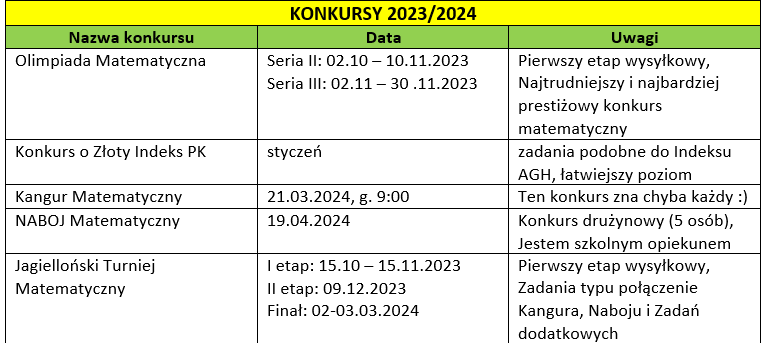 KONKURSY 2023/2024
Nazwa konkursu Data Uwagi
Olimpiada Matematyczna
Seria II: 02.10 – 10.11.2023
Seria III: 02.11 – 30 .11.2023
Pierwszy etap wysyłkowy,
Najtrudniejszy i najbardziej
prestiżowy konkurs
matematyczny
Konkurs o Złoty Indeks PK
styczeń
zadania podobne do Indeksu
AGH, łatwiejszy poziom
Kangur Matematyczny
21.03.2024, g. 9:00
Ten konkurs zna chyba każdy :)
NABOJ Matematyczny
19.04.2024
Konkurs drużynowy (5 osób),
Jestem szkolnym opiekunem
Jagielloński Turniej
Matematyczny
I etap: 15.10 – 15.11.2023
II etap: 09.12.2023
Finał: 02-03.03.2024
Pierwszy etap wysyłkowy,
Zadania typu połączenie
Kangura, Naboju i Zadań
dodatkowych